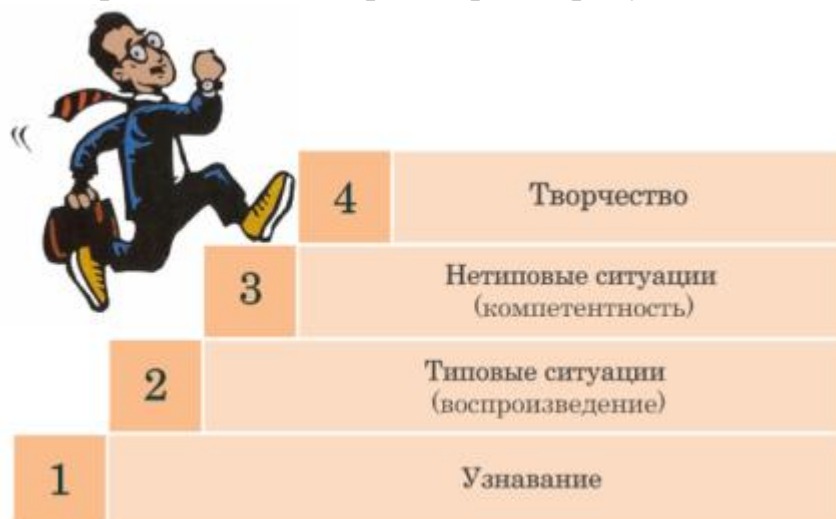 4 Творчество
3 Нетиповые ситуации
(компетентность)
2 Типовые ситуации
(воспроизведение)
1 Узнавание